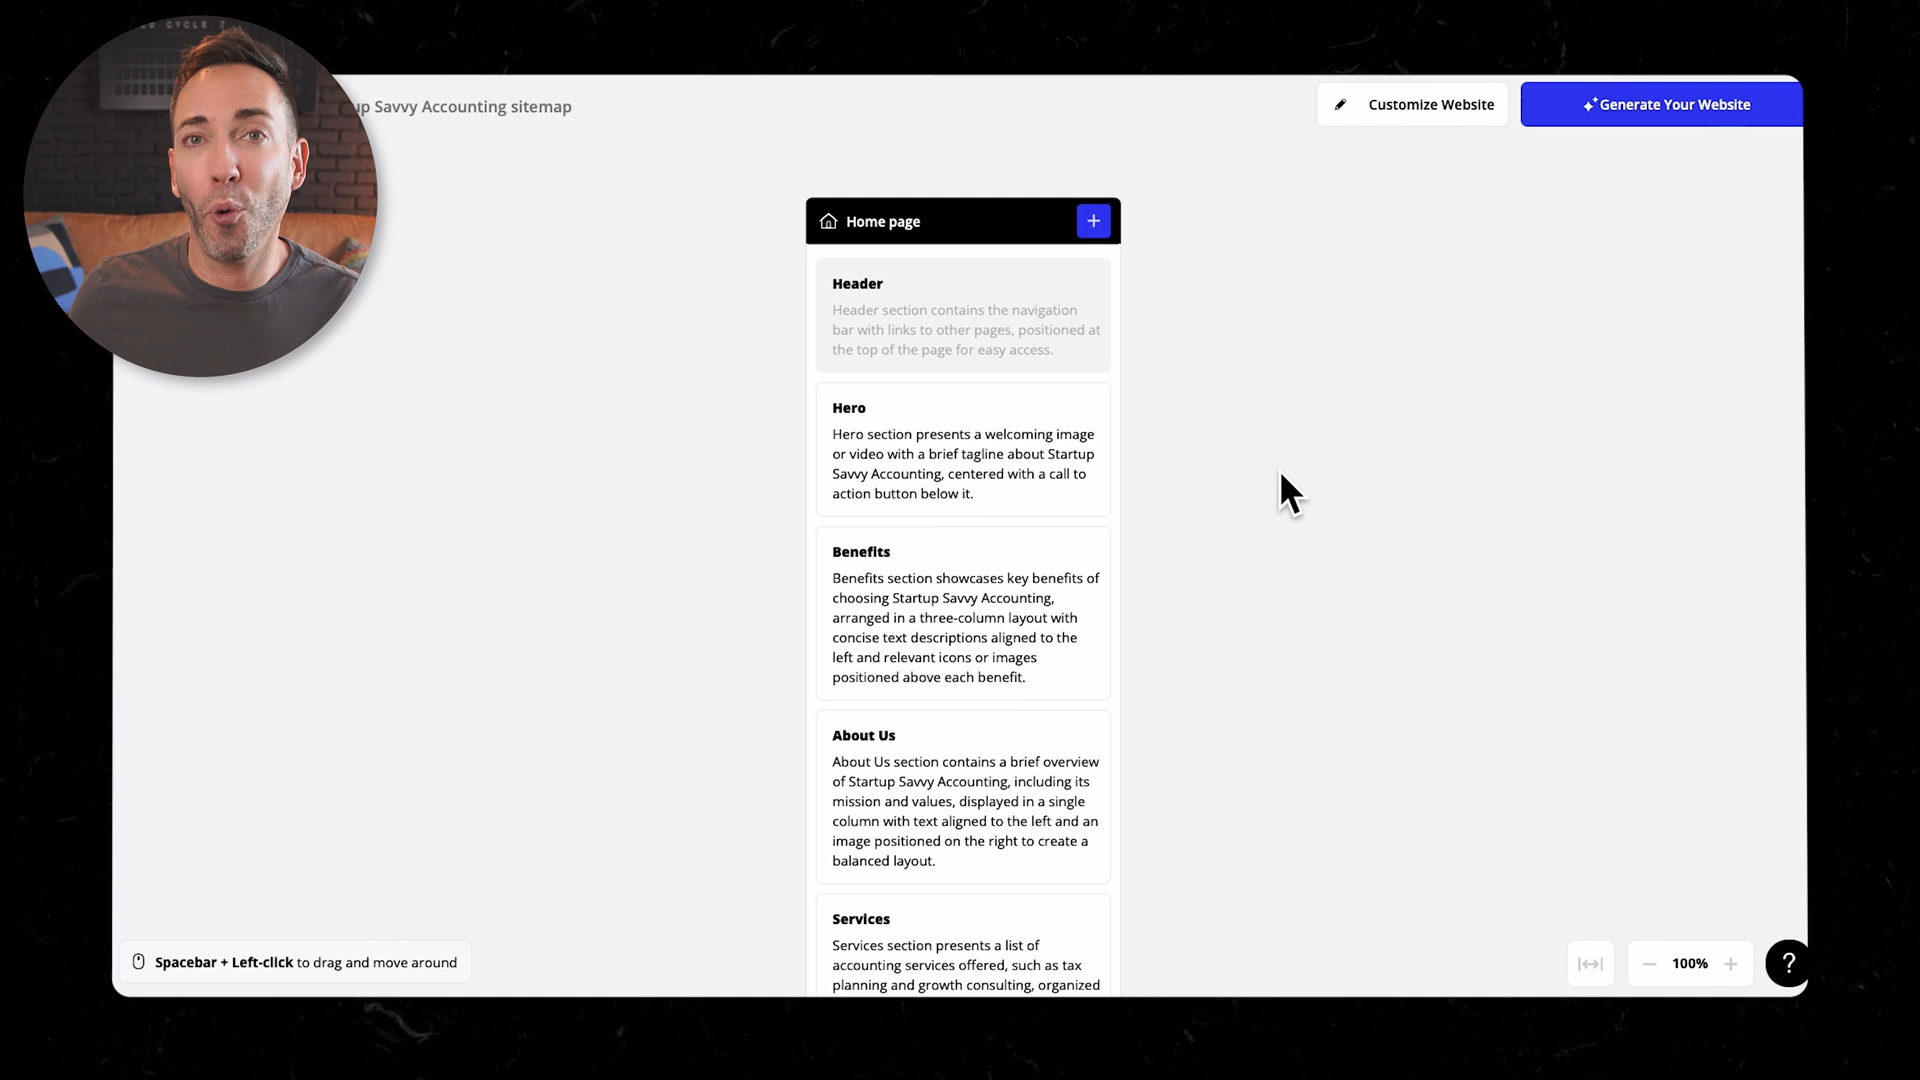 CYCLE
up Savvy Accounting sitemap
Customize Website
Generate Your Website
Home page
Header
Header section contains the navigation
bar with links to other pages, positioned at
the top of the page for easy access.
Hero
Hero section presents a welcoming image
or video with a brief tagline about Startup
Savvy Accounting, centered with a call to
action button below it.
Benefits
Benefits section showcases key benefits of
choosing Startup Savvy Accounting,
arranged in a three-column layout with
concise text descriptions aligned to the
left and relevant icons or images
positioned above each benefit.
About Us
About Us section contains a brief overview
of Startup Savvy Accounting, including its
mission and values, displayed in a single
column with text aligned to the left and an
image positioned on the right to create a
balanced layout.
Services
Services section presents a list of
accounting services offered, such as tax
planning and growth consulting, organized
Spacebar + Left-click to drag and move around
100%
?